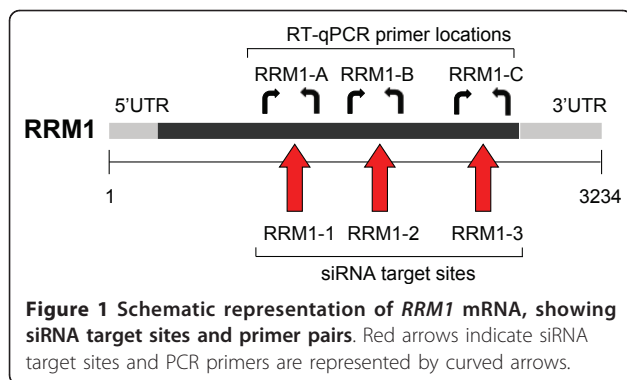 RT-qPCR primer locations
RRM1-A RRM1-B RRM1-C
5'UTR 3'UTR
RRM1
1 3234
RRM1-1 RRM1-2 RRM1-3
siRNA target sites
Figure 1 Schematic representation of RRM1 mRNA, showing
siRNA target sites and primer pairs. Red arrows indicate siRNA
target sites and PCR primers are represented by curved arrows.